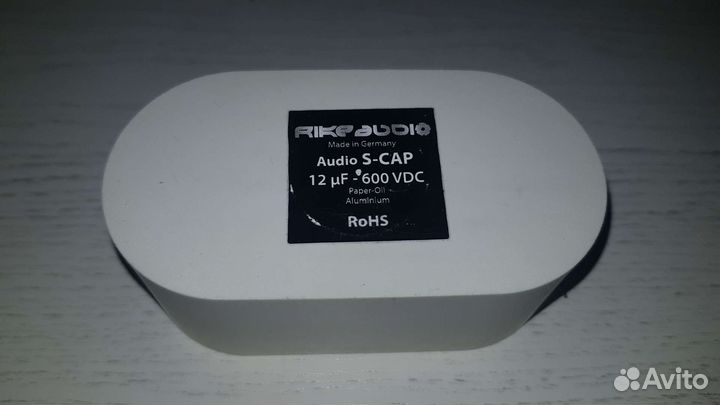 RIKE AUDIO
Made in Germany
Audio S-CAP
12 µF - 600 VDC
Paper-Oil
Aluminium
RoHS
Avito